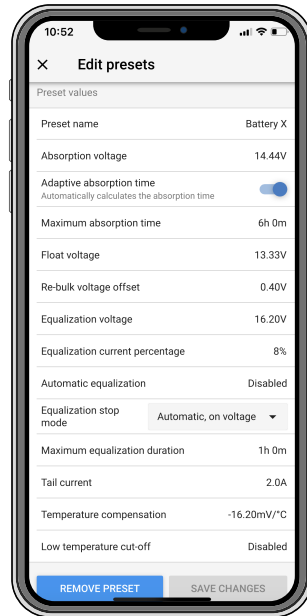 10:52
× Edit presets
Preset values
Preset name Battery X
Absorption voltage 14.44V
Adaptive absorption time
Automatically calculates the absorption time
Maximum absorption time 6h 0m
Float voltage 13.33V
Re-bulk voltage offset 0.40V
Equalization voltage 16.20V
Equalization current percentage 8%
Automatic equalization Disabled
Equalization stop mode Automatic, on voltage
Maximum equalization duration 1h 0m
Tail current 2.0A
Temperature compensation -16.20mV/°C
Low temperature cut-off Disabled
REMOVE PRESET SAVE CHANGES